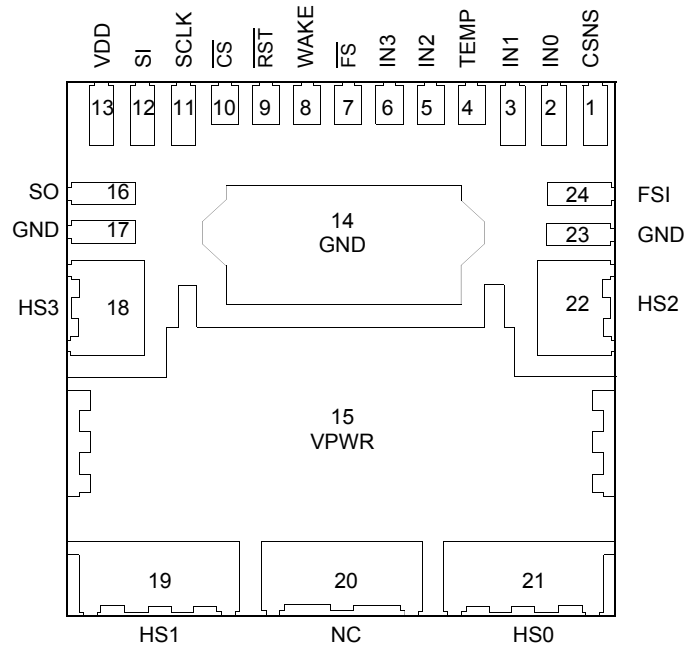 VDD SI SCLK CS RST WAKE FS IN3 IN2 TEMP IN1 IN0 CSNS
13 12 11 10 9 8 7 6 5 4 3 2 1
SO 16 24 FSI
14
GND 17 GND 23 GND
HS3 18 22 HS2
15
VPWR
19 20 21
HS1 NC HS0